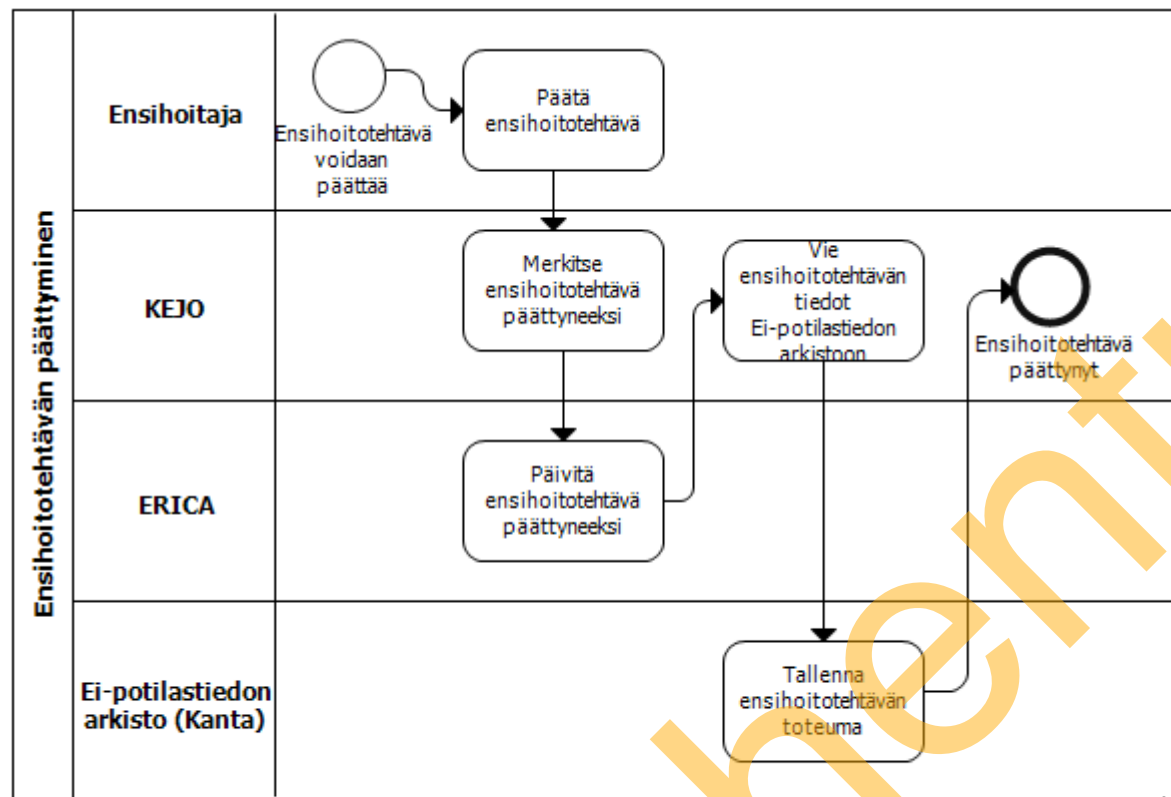 Ensihoitotehtävän päättyminen
Ensihoitaja
Ensihoitotehtävä
voidaan
päättää
Päätä
ensihoitotehtävä
KEJO
Merkitse
ensihoitotehtävä
päättyneeksi
Vie
ensihoitotehtävän
tiedot
Ei-potilastiedon
arkistoon
Ensihoitotehtävä
päättynyt
ERICA
Päivitä
ensihoitotehtävä
päättyneeksi
Ei-potilastiedon
arkisto (Kanta)
Tallenna
ensihoitotehtävän
toteuma